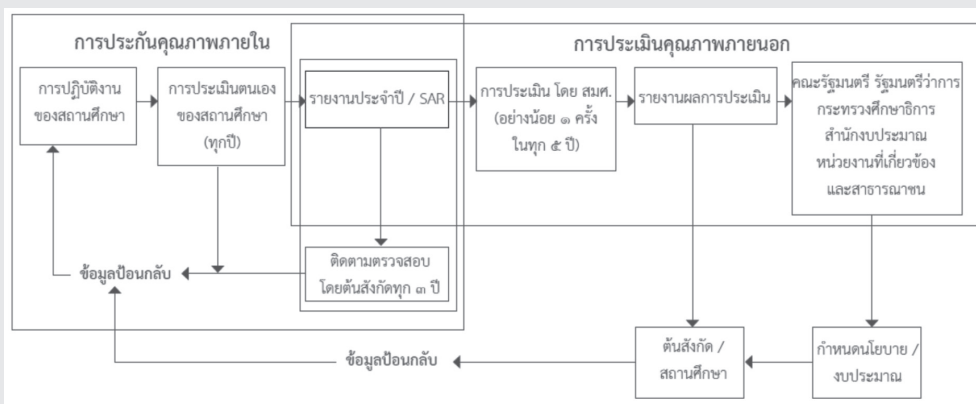 การประกันคุณภาพภายใน
การประเมินคุณภาพภายนอก
การปฏิบัติงาน
ของสถานศึกษา
การประเมินตนเอง
ของสถานศึกษา
(ทุกปี)
รายงานประจำปี / SAR
การประเมิน โดย สมศ.
(อย่างน้อย ๑ ครั้ง
ในทุก ๕ ปี)
รายงานผลการประเมิน
คณะรัฐมนตรี รัฐมนตรีว่าการ
กระทรวงศึกษาธิการ
สำนักงบประมาณ
หน่วยงานที่เกี่ยวข้อง
และสาธารณาชน
ข้อมูลป้อนกลับ
ติดตามตรวจสอบ
โดยต้นสังกัดทุก ๓ ปี
ข้อมูลป้อนกลับ
ต้นสังกัด /
สถานศึกษา
กำหนดนโยบาย /
งบประมาณ